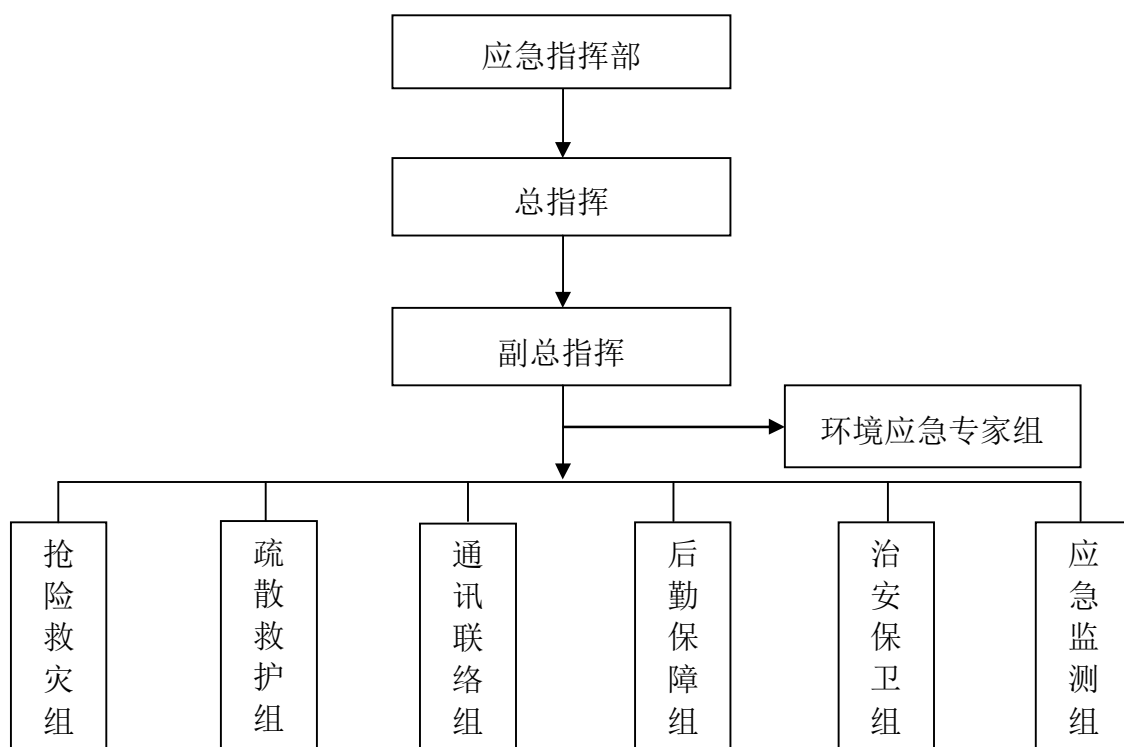 应急指挥部
总指挥
副总指挥
环境应急专家组
抢险救灾组
疏散救护组
通讯联络组
后勤保障组
治安保卫组
应急监测组